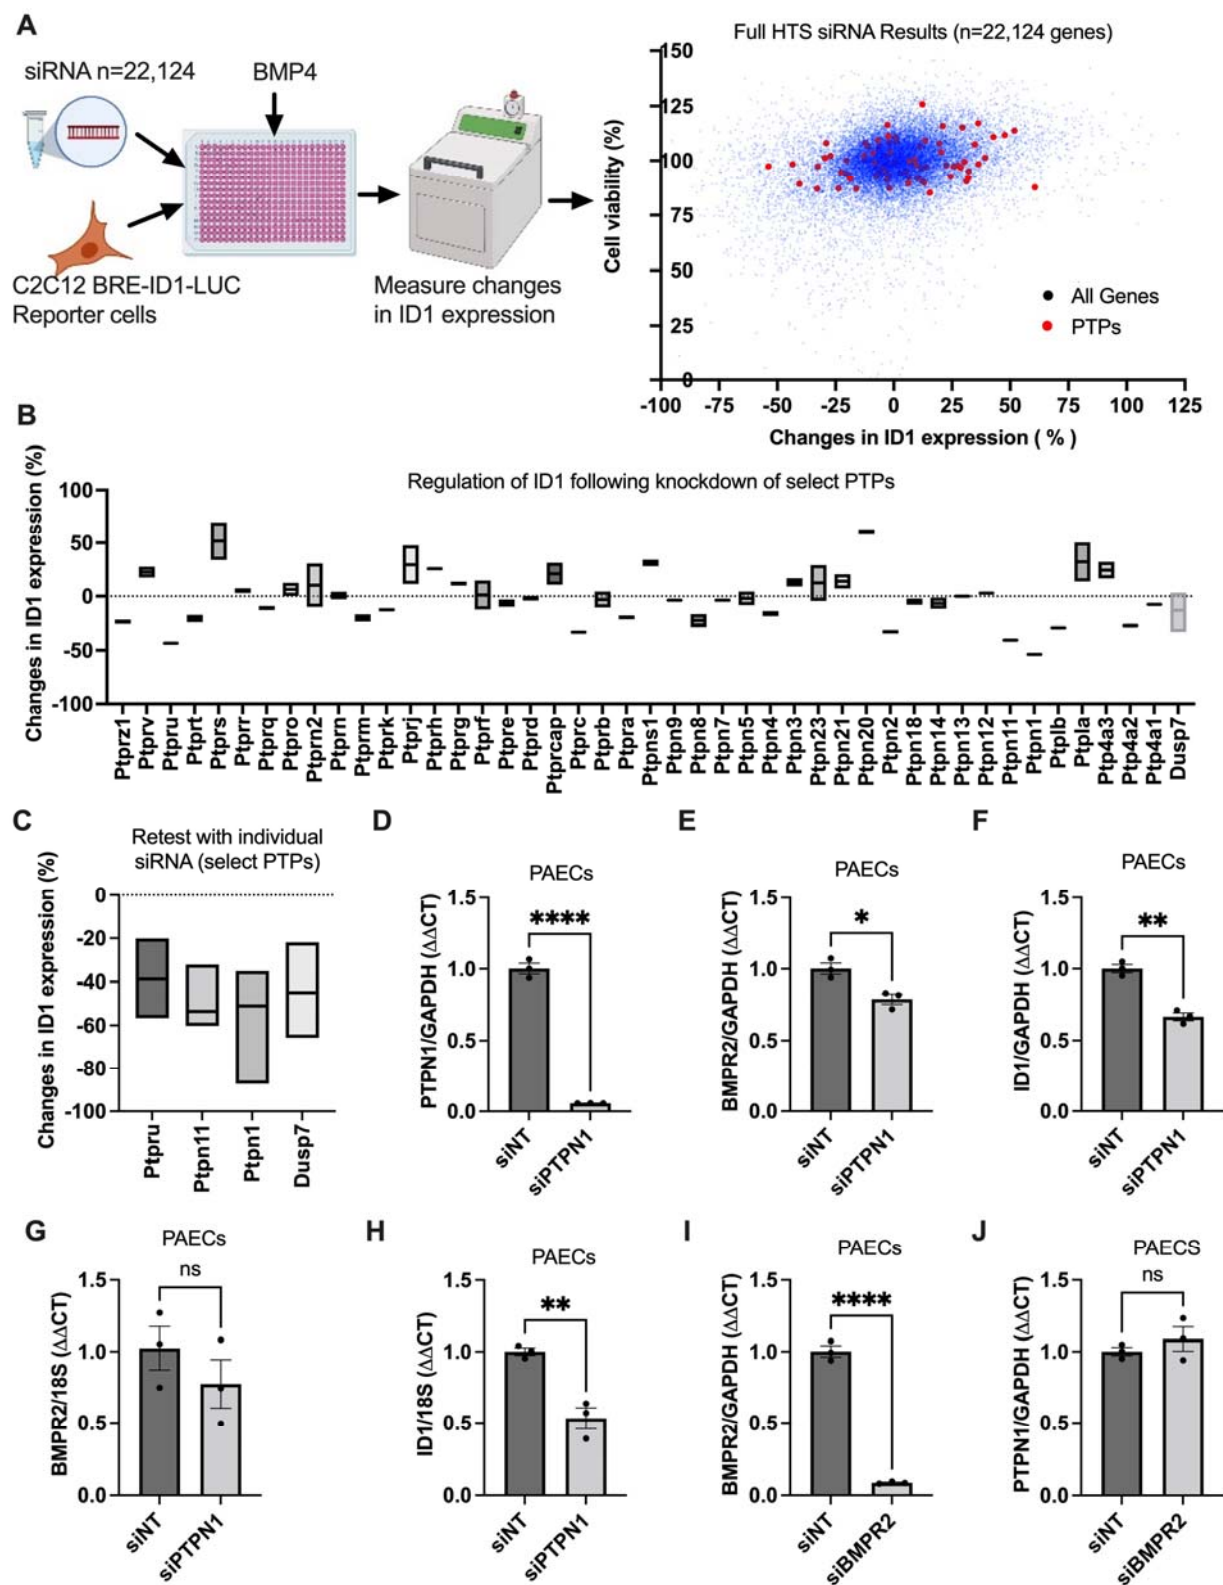 A
siRNA n=22,124
BMP4
C2C12 BRE-ID1-LUC
Reporter cells
Measure changes
in ID1 expression
Full HTS siRNA Results (n=22,124 genes)
Cell viability (%)
150
125
100
75
50
25
0
All Genes
PTPs
-100 -75 -50 -25 0 25 50 75 100 125
Changes in ID1 expression ( % )
B
Regulation of ID1 following knockdown of select PTPs
Changes in ID1 expression (%)
100
50
0
-50
-100
Ptprz1 Ptprv Ptpru Ptprt Ptprs Ptprr Ptprq Ptpro Ptprn2 Ptprn Ptprm Ptprk Ptprj Ptprh Ptprg Ptprf Ptpre Ptprd Ptprcap Ptprc Ptprb Ptpra Ptpns1 Ptpn9 Ptpn8 Ptpn7 Ptpn5 Ptpn4 Ptpn3 Ptpn23 Ptpn21 Ptpn20 Ptpn2 Ptpn18 Ptpn14 Ptpn13 Ptpn12 Ptpn11 Ptpn1 Ptplb Ptpla Ptp4a3 Ptp4a2 Ptp4a1 Dusp7
C
Retest with individual
siRNA (select PTPs)
Changes in ID1 expression (%)
0
-20
-40
-60
-80
-100
Ptpru Ptpn11 Ptpn1 Dusp7
D
PAECs
PTPN1/GAPDH (ΔΔCT)
1.5
1.0
0.5
0.0
****
siNT siPTPN1
E
PAECs
BMPR2/GAPDH (ΔΔCT)
1.5
1.0
0.5
0.0
*
siNT siPTPN1
F
PAECs
ID1/GAPDH (ΔΔCT)
1.5
1.0
0.5
0.0
**
siNT siPTPN1
G
PAECs
ns
BMPR2/18S (ΔΔCT)
1.5
1.0
0.5
0.0
siNT siPTPN1
H
PAECs
ID1/18S (ΔΔCT)
1.5
1.0
0.5
0.0
**
siNT siPTPN1
I
PAECs
BMPR2/GAPDH (ΔΔCT)
1.5
1.0
0.5
0.0
****
siNT siBMPR2
J
PAECS
ns
PTPN1/GAPDH (ΔΔCT)
1.5
1.0
0.5
0.0
siNT siBMPR2